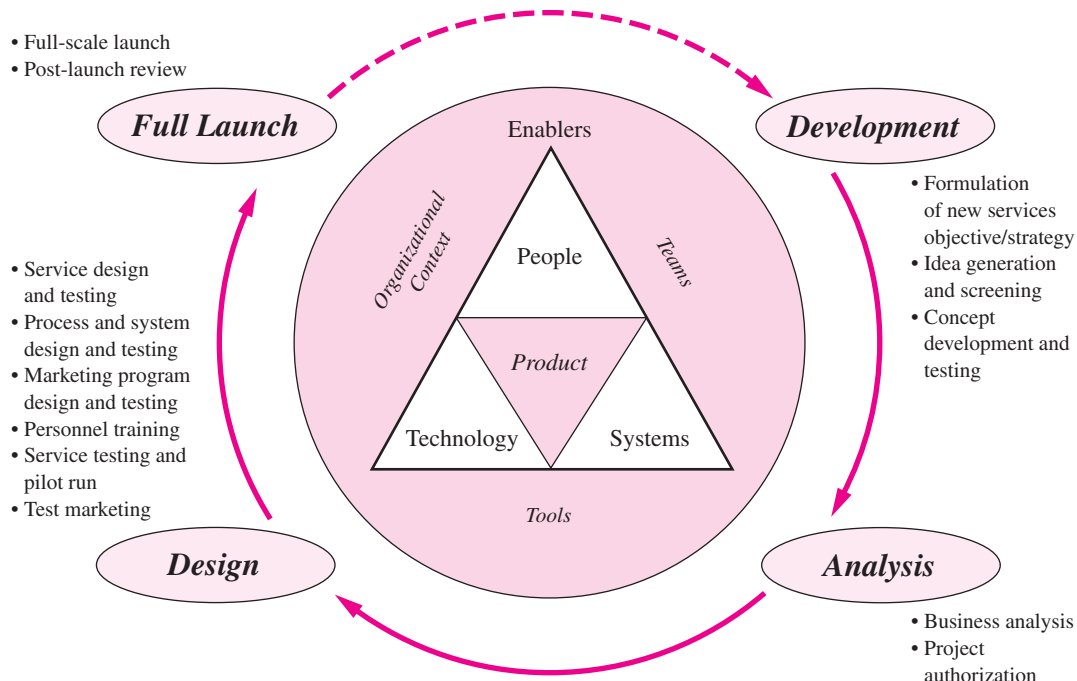 • Full-scale launch
• Post-launch review
Full Launch
Development
Enablers
Organizational
Context
Teams
People
Product
Technology
Systems
Tools
• Formulation
of new services
objective/strategy
• Idea generation
and screening
• Concept
development and
testing
• Service design
and testing
• Process and system
design and testing
• Marketing program
design and testing
• Personnel training
• Service testing and
pilot run
• Test marketing
Design
Analysis
• Business analysis
• Project
authorization